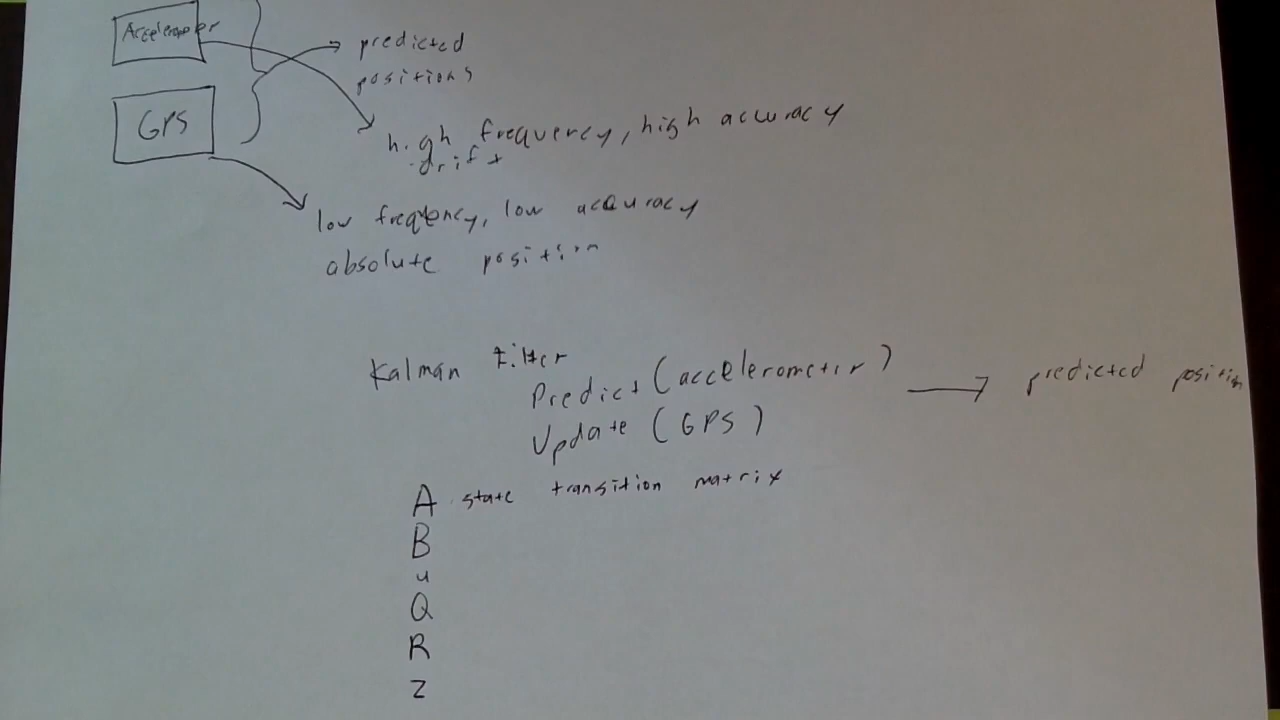 Accelerometer
predicted
positions
GPS
high frequency, high accuracy
drift
low frequency, low accuracy
absolute position
Kalman Filter
Predict (accelerometer)
predicted position
Update (GPS)
A state transition matrix
B
u
Q
R
z